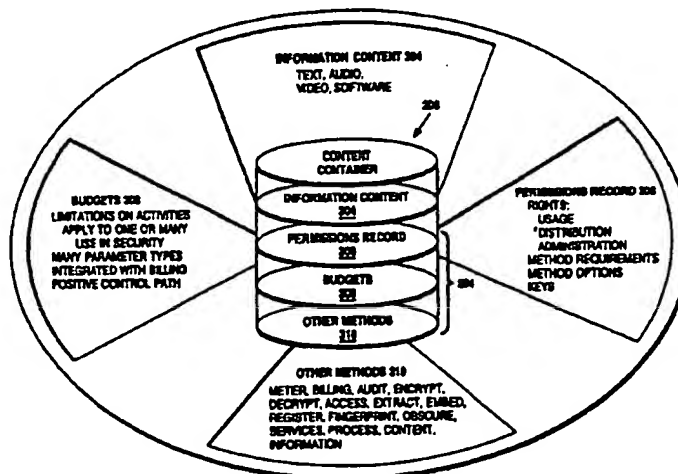 INFORMATION CONTENT 304
TEXT, AUDIO,
VIDEO, SOFTWARE
CONTENT
CONTAINER
INFORMATION CONTENT
304
PERMISSIONS RECORD
BUDGETS
OTHER METHODS
310
BUDGETS 308
LIMITATIONS ON ACTIVITIES
APPLY TO ONE OR MANY
USE IN SECURITY
MANY PARAMETER TYPES
INTEGRATED WITH BILLING
POSITIVE CONTROL PATH
PERMISSIONS RECORD
RIGHTS:
USAGE
DISTRIBUTION
ADMINISTRATION
METHOD REQUIREMENTS
METHOD OPTIONS
KEYS
OTHER METHODS 310
METER, BILLING, AUDIT, ENCRYPT,
DECRYPT, ACCESS, EXTRACT, EMBED,
REGISTER, FINGERPRINT, OBSCURE,
SERVICES, PROCESS, CONTENT,
INFORMATION